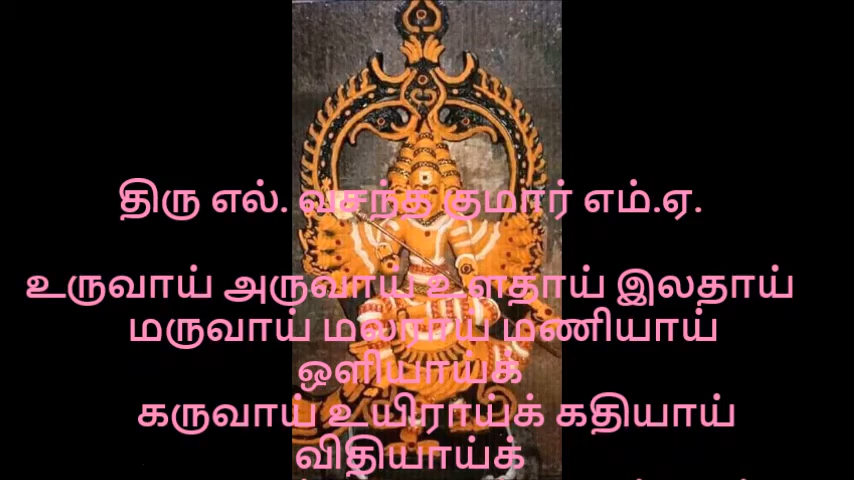 திரு எல். வசந்த குமார் எம்.ஏ.
உருவாய் அருவாய் உளதாய் இலதாய்
மருவாய் மலராய் மணியாய்
ஒளியாய்க்
கருவாய் உயிராய்க் கதியாய்
விதியாய்க்